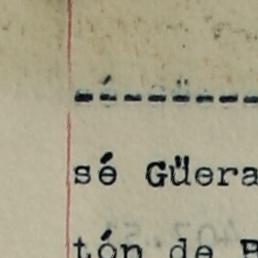 --------
sé Güera
tón de